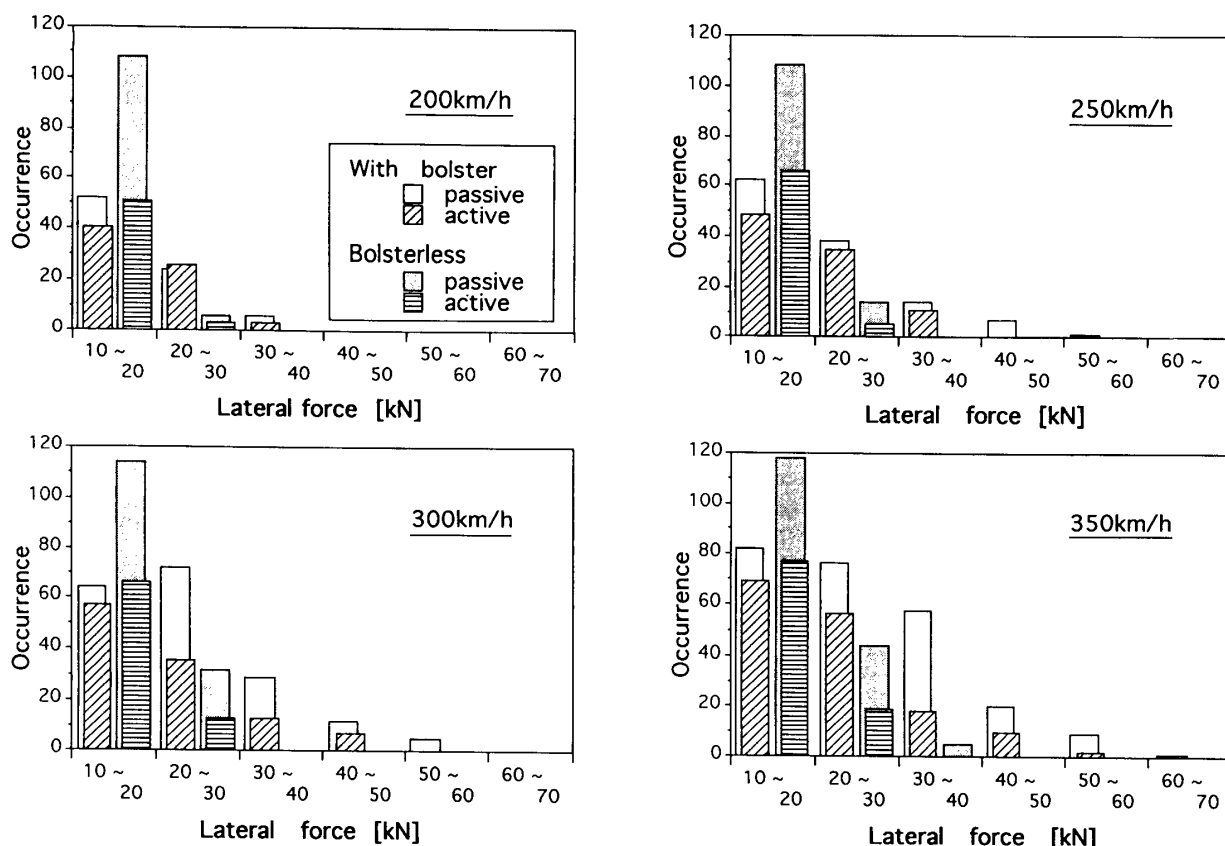 120
100
80
60
40
20
0
Occurrence
200km/h
With bolster
passive
active
Bolsterless
passive
active
10 ~ 20 ~ 30 ~ 40 ~ 50 ~ 60 ~
20 30 40 50 60 70
Lateral force [kN]
120
100
80
60
40
20
0
Occurrence
250km/h
10 ~ 20 ~ 30 ~ 40 ~ 50 ~ 60 ~
20 30 40 50 60 70
Lateral force [kN]
120
100
80
60
40
20
0
Occurrence
300km/h
10 ~ 20 ~ 30 ~ 40 ~ 50 ~ 60 ~
20 30 40 50 60 70
Lateral force [kN]
120
100
80
60
40
20
0
Occurrence
350km/h
10 ~ 20 ~ 30 ~ 40 ~ 50 ~ 60 ~
20 30 40 50 60 70
Lateral force [kN]